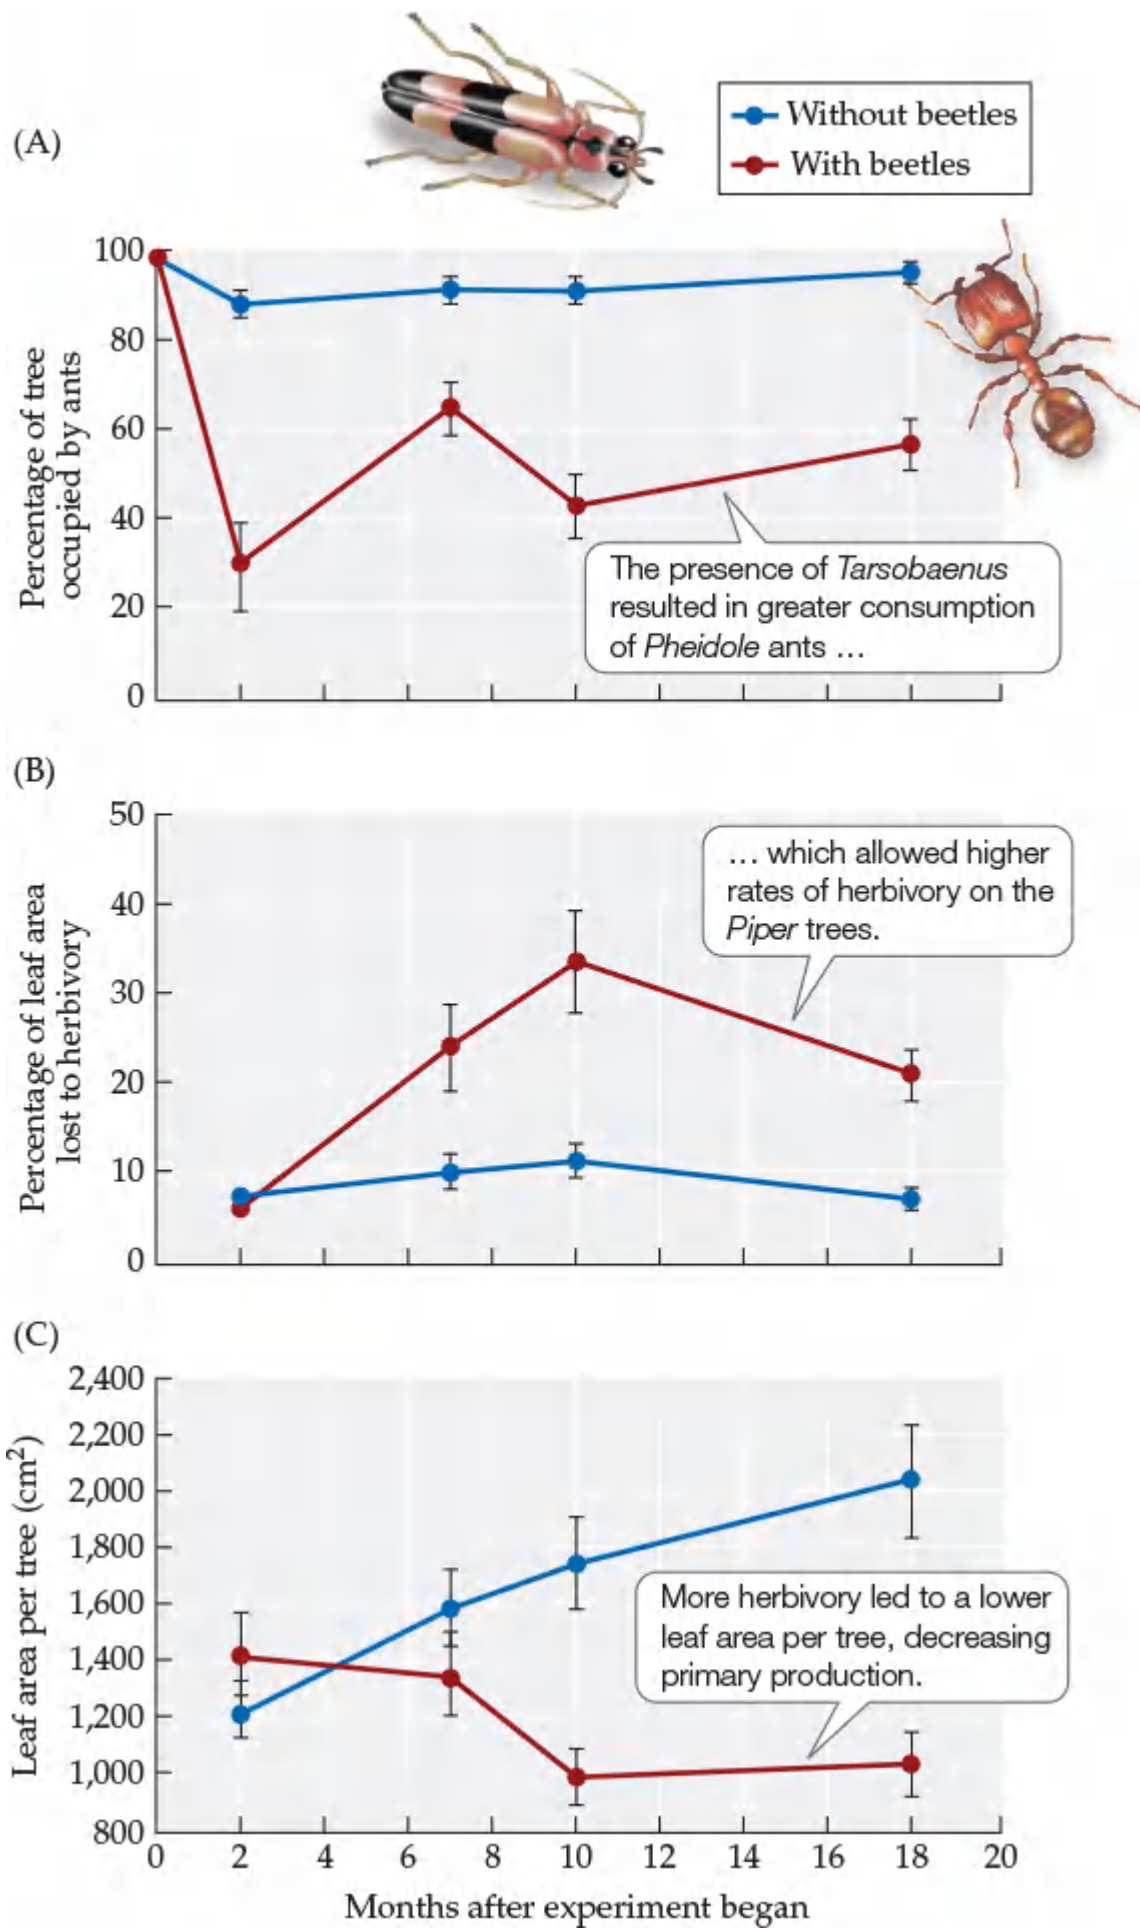 (A)
Without beetles
With beetles
Percentage of tree
occupied by ants
100
80
60
40
20
0
The presence of Tarsobaenus
resulted in greater consumption
of Pheidole ants ...
(B)
Percentage of leaf area
lost to herbivory
50
40
30
20
10
0
... which allowed higher
rates of herbivory on the
Piper trees.
(C)
Leaf area per tree (cm²)
2,400
2,200
2,000
1,800
1,600
1,400
1,200
1,000
800
More herbivory led to a lower
leaf area per tree, decreasing
primary production.
0 2 4 6 8 10 12 14 16 18 20
Months after experiment began